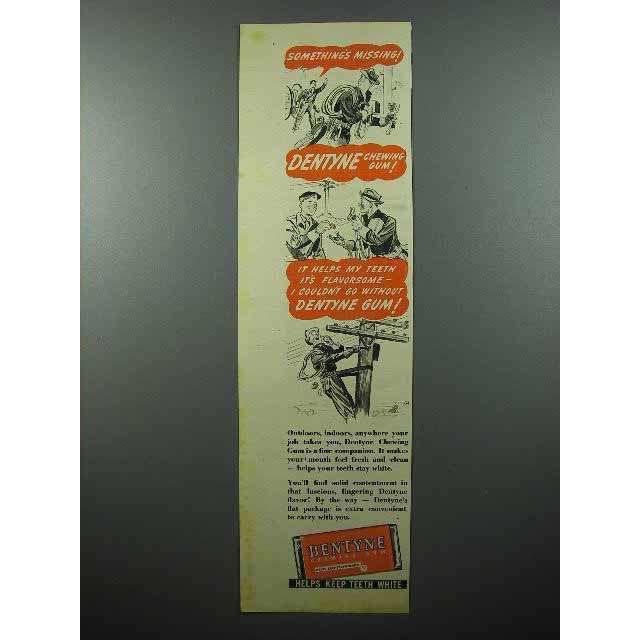 SOMETHING'S MISSING!
DENTYNE CHEWING
GUM!
IT HELPS MY TEETH
IT'S FLAVORSOME —
I COULDN'T GO WITHOUT
DENTYNE GUM!
Outdoors, indoors, anywhere your
job takes you, Dentyne Chewing
Gum is a fine companion. It makes
your mouth feel fresh and clean
— helps your teeth stay white.
You'll find solid contentment in
that luscious, lingering Dentyne
flavor! By the way — Dentyne's
flat package is extra convenient
to carry with you.
DENTYNE
CHEWING GUM
HELPS KEEP TEETH WHITE